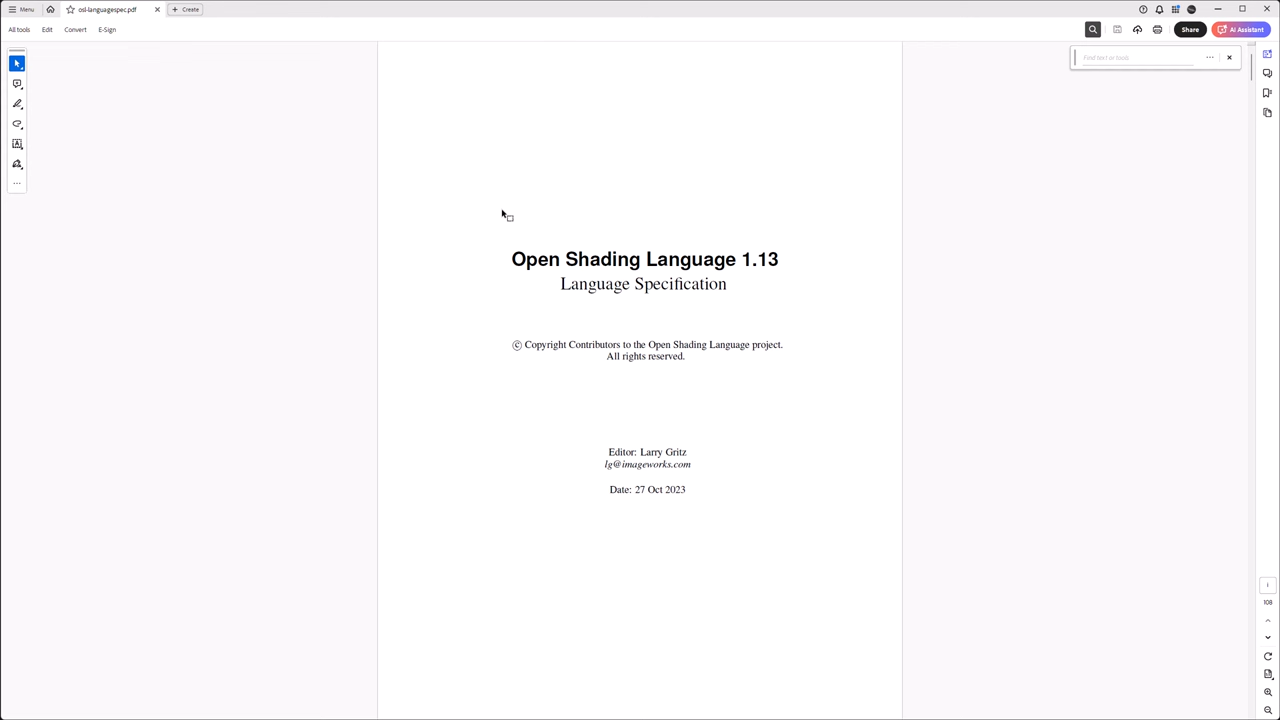 Menu
osl-languagespec.pdf
Create
All tools
Edit
Convert
E-Sign
Share
AI Assistant
Find text or tools
Open Shading Language 1.13
Language Specification
© Copyright Contributors to the Open Shading Language project.
All rights reserved.
Editor: Larry Gritz
lg@imageworks.com
Date: 27 Oct 2023
i
108